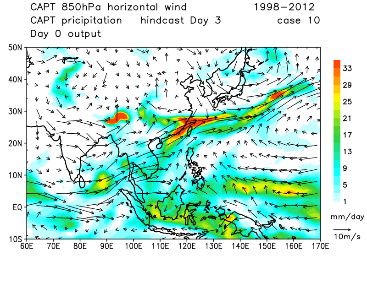 CAPT 850hPa horizontal wind 1998-2012
CAPT pricipitation hindcast Day 3 case 10
Day 0 output
50N
40N
30N
20N
10N
EQ
10S
60E 70E 80E 90E 100E 110E 120E 130E 140E 150E 160E 170E
33
29
25
21
17
13
9
5
1
mm/day
10m/s